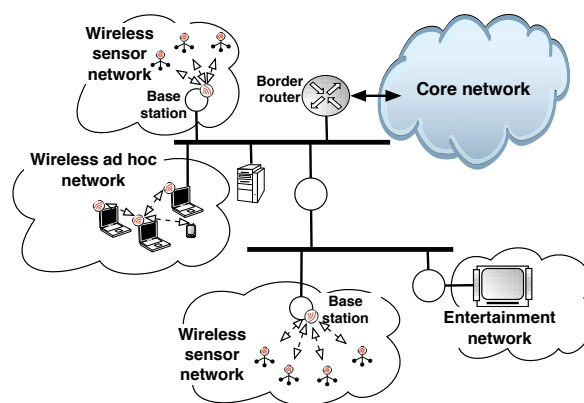 Wireless
sensor
network
Base
station
Border
router
Core network
Wireless ad hoc
network
Base
station
Wireless
sensor
network
Entertainment
network